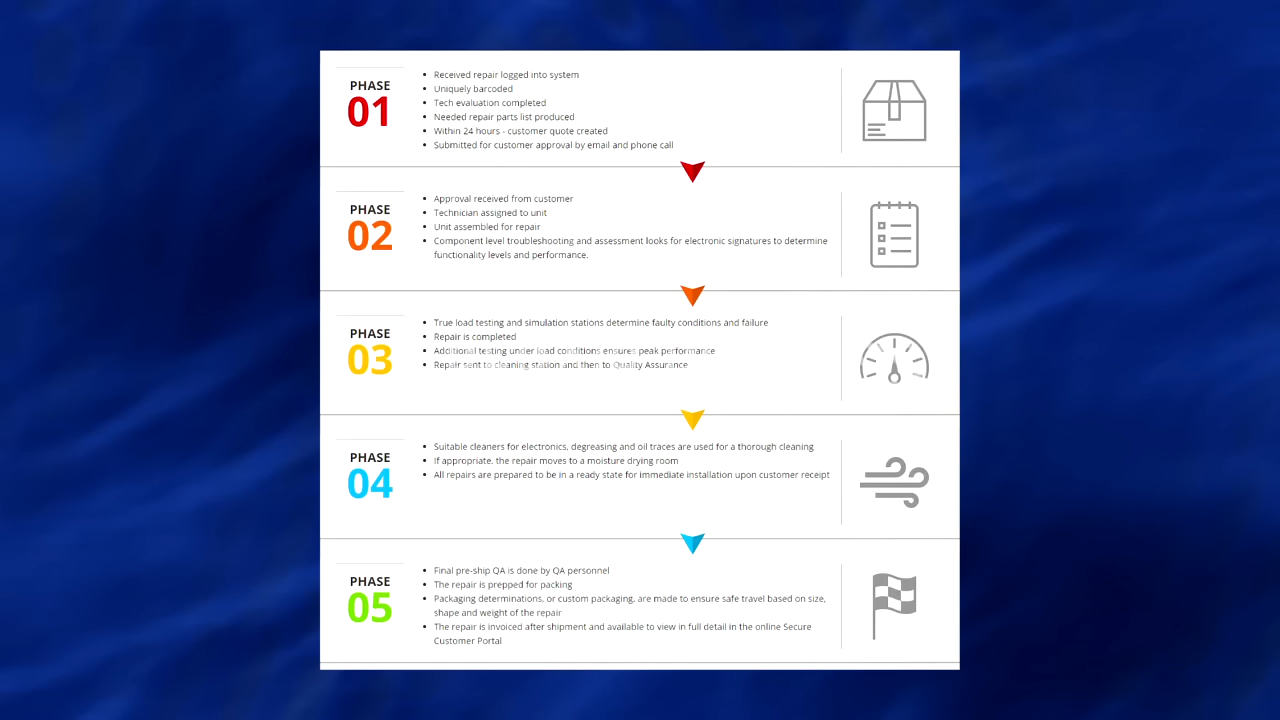 PHASE
01
Received repair logged into system
Uniquely barcoded
Tech evaluation completed
Needed repair parts list produced
Within 24 hours - customer quote created
Submitted for customer approval by email and phone call
PHASE
02
Approval received from customer
Technician assigned to unit
Unit assembled for repair
Component level troubleshooting and assessment looks for electronic signatures to determine
functionality levels and performance.
PHASE
03
True load testing and simulation stations determine faulty conditions and failure
Repair is completed
Additional testing under load conditions ensures peak performance
Repair sent to cleaning station and then to Quality Assurance
PHASE
04
Suitable cleaners for electronics, degreasing and oil traces are used for a thorough cleaning
If appropriate, the repair moves to a moisture drying room
All repairs are prepared to be in a ready state for immediate installation upon customer receipt
PHASE
05
Final pre-ship QA is done by QA personnel
The repair is prepped for packing
Packaging determinations, or custom packaging, are made to ensure safe travel based on size,
shape and weight of the repair
The repair is invoiced after shipment and available to view in full detail in the online Secure
Customer Portal